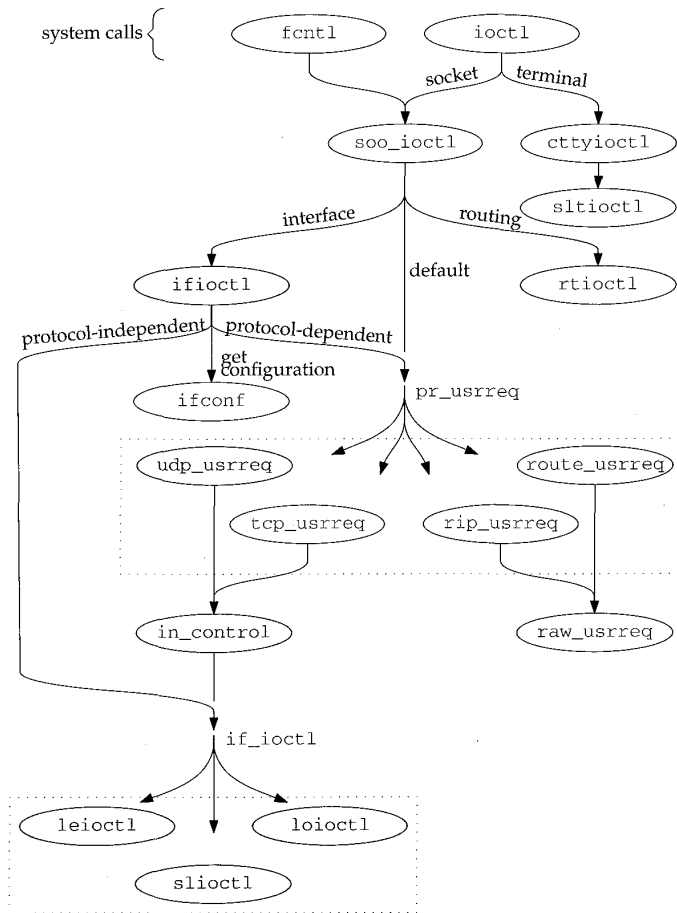 system calls
fcntl
ioctl
socket
terminal
soo_ioctl
cttyioctl
sltioctl
interface
routing
default
ifioctl
rtioctl
protocol-independent
protocol-dependent
get
configuration
ifconf
pr_usrreq
udp_usrreq
route_usrreq
tcp_usrreq
rip_usrreq
in_control
raw_usrreq
if_ioctl
leioctl
loioctl
slioctl